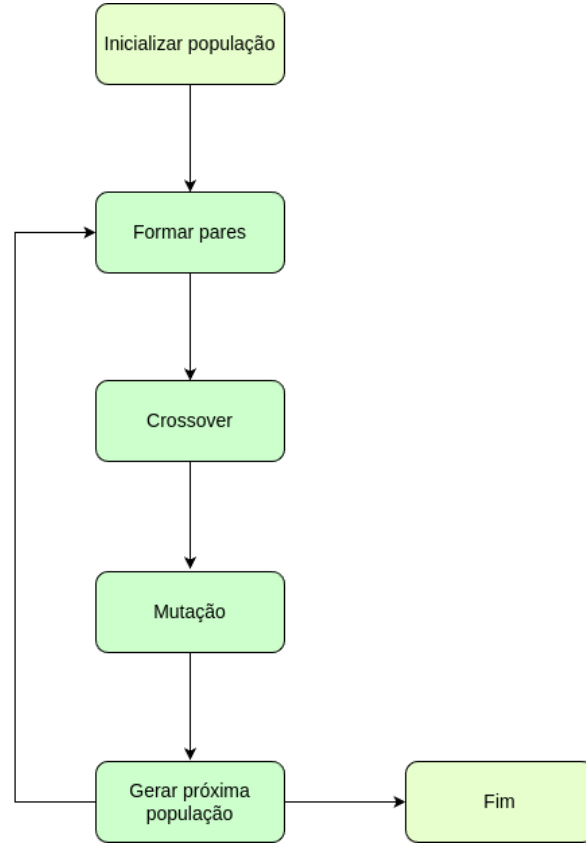 Inicializar população
Formar pares
Crossover
Mutação
Gerar próxima
população
Fim